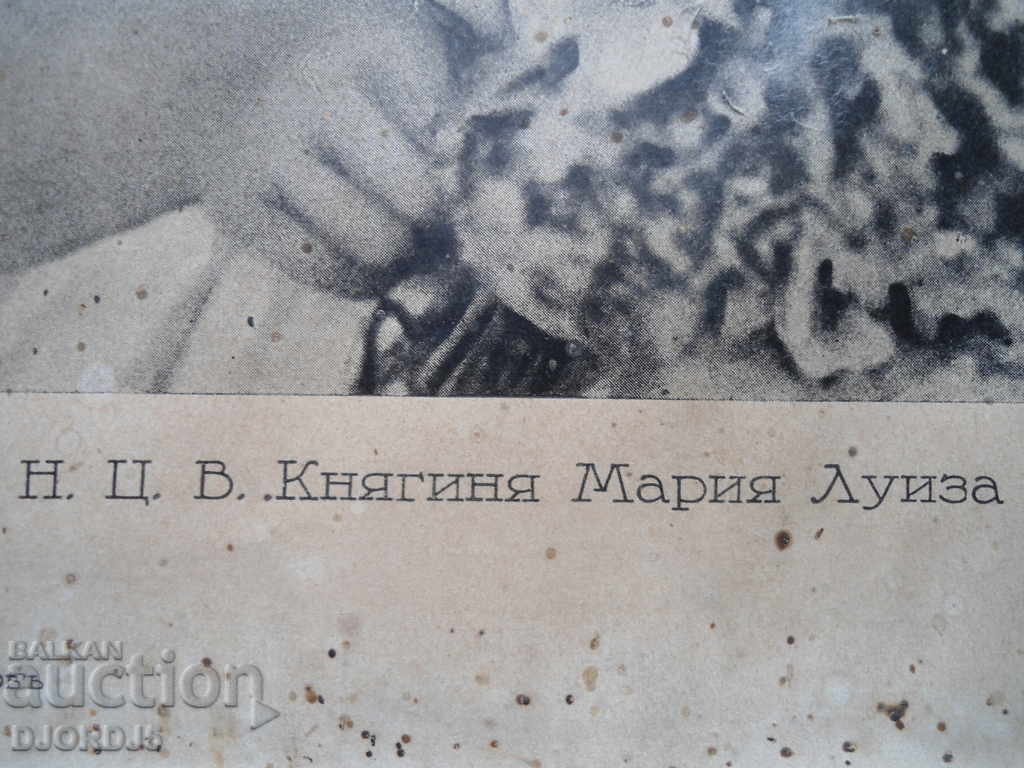 Н. Ц. В. Княгиня Мария Луиза
BALKAN
auction
DJORDJ5